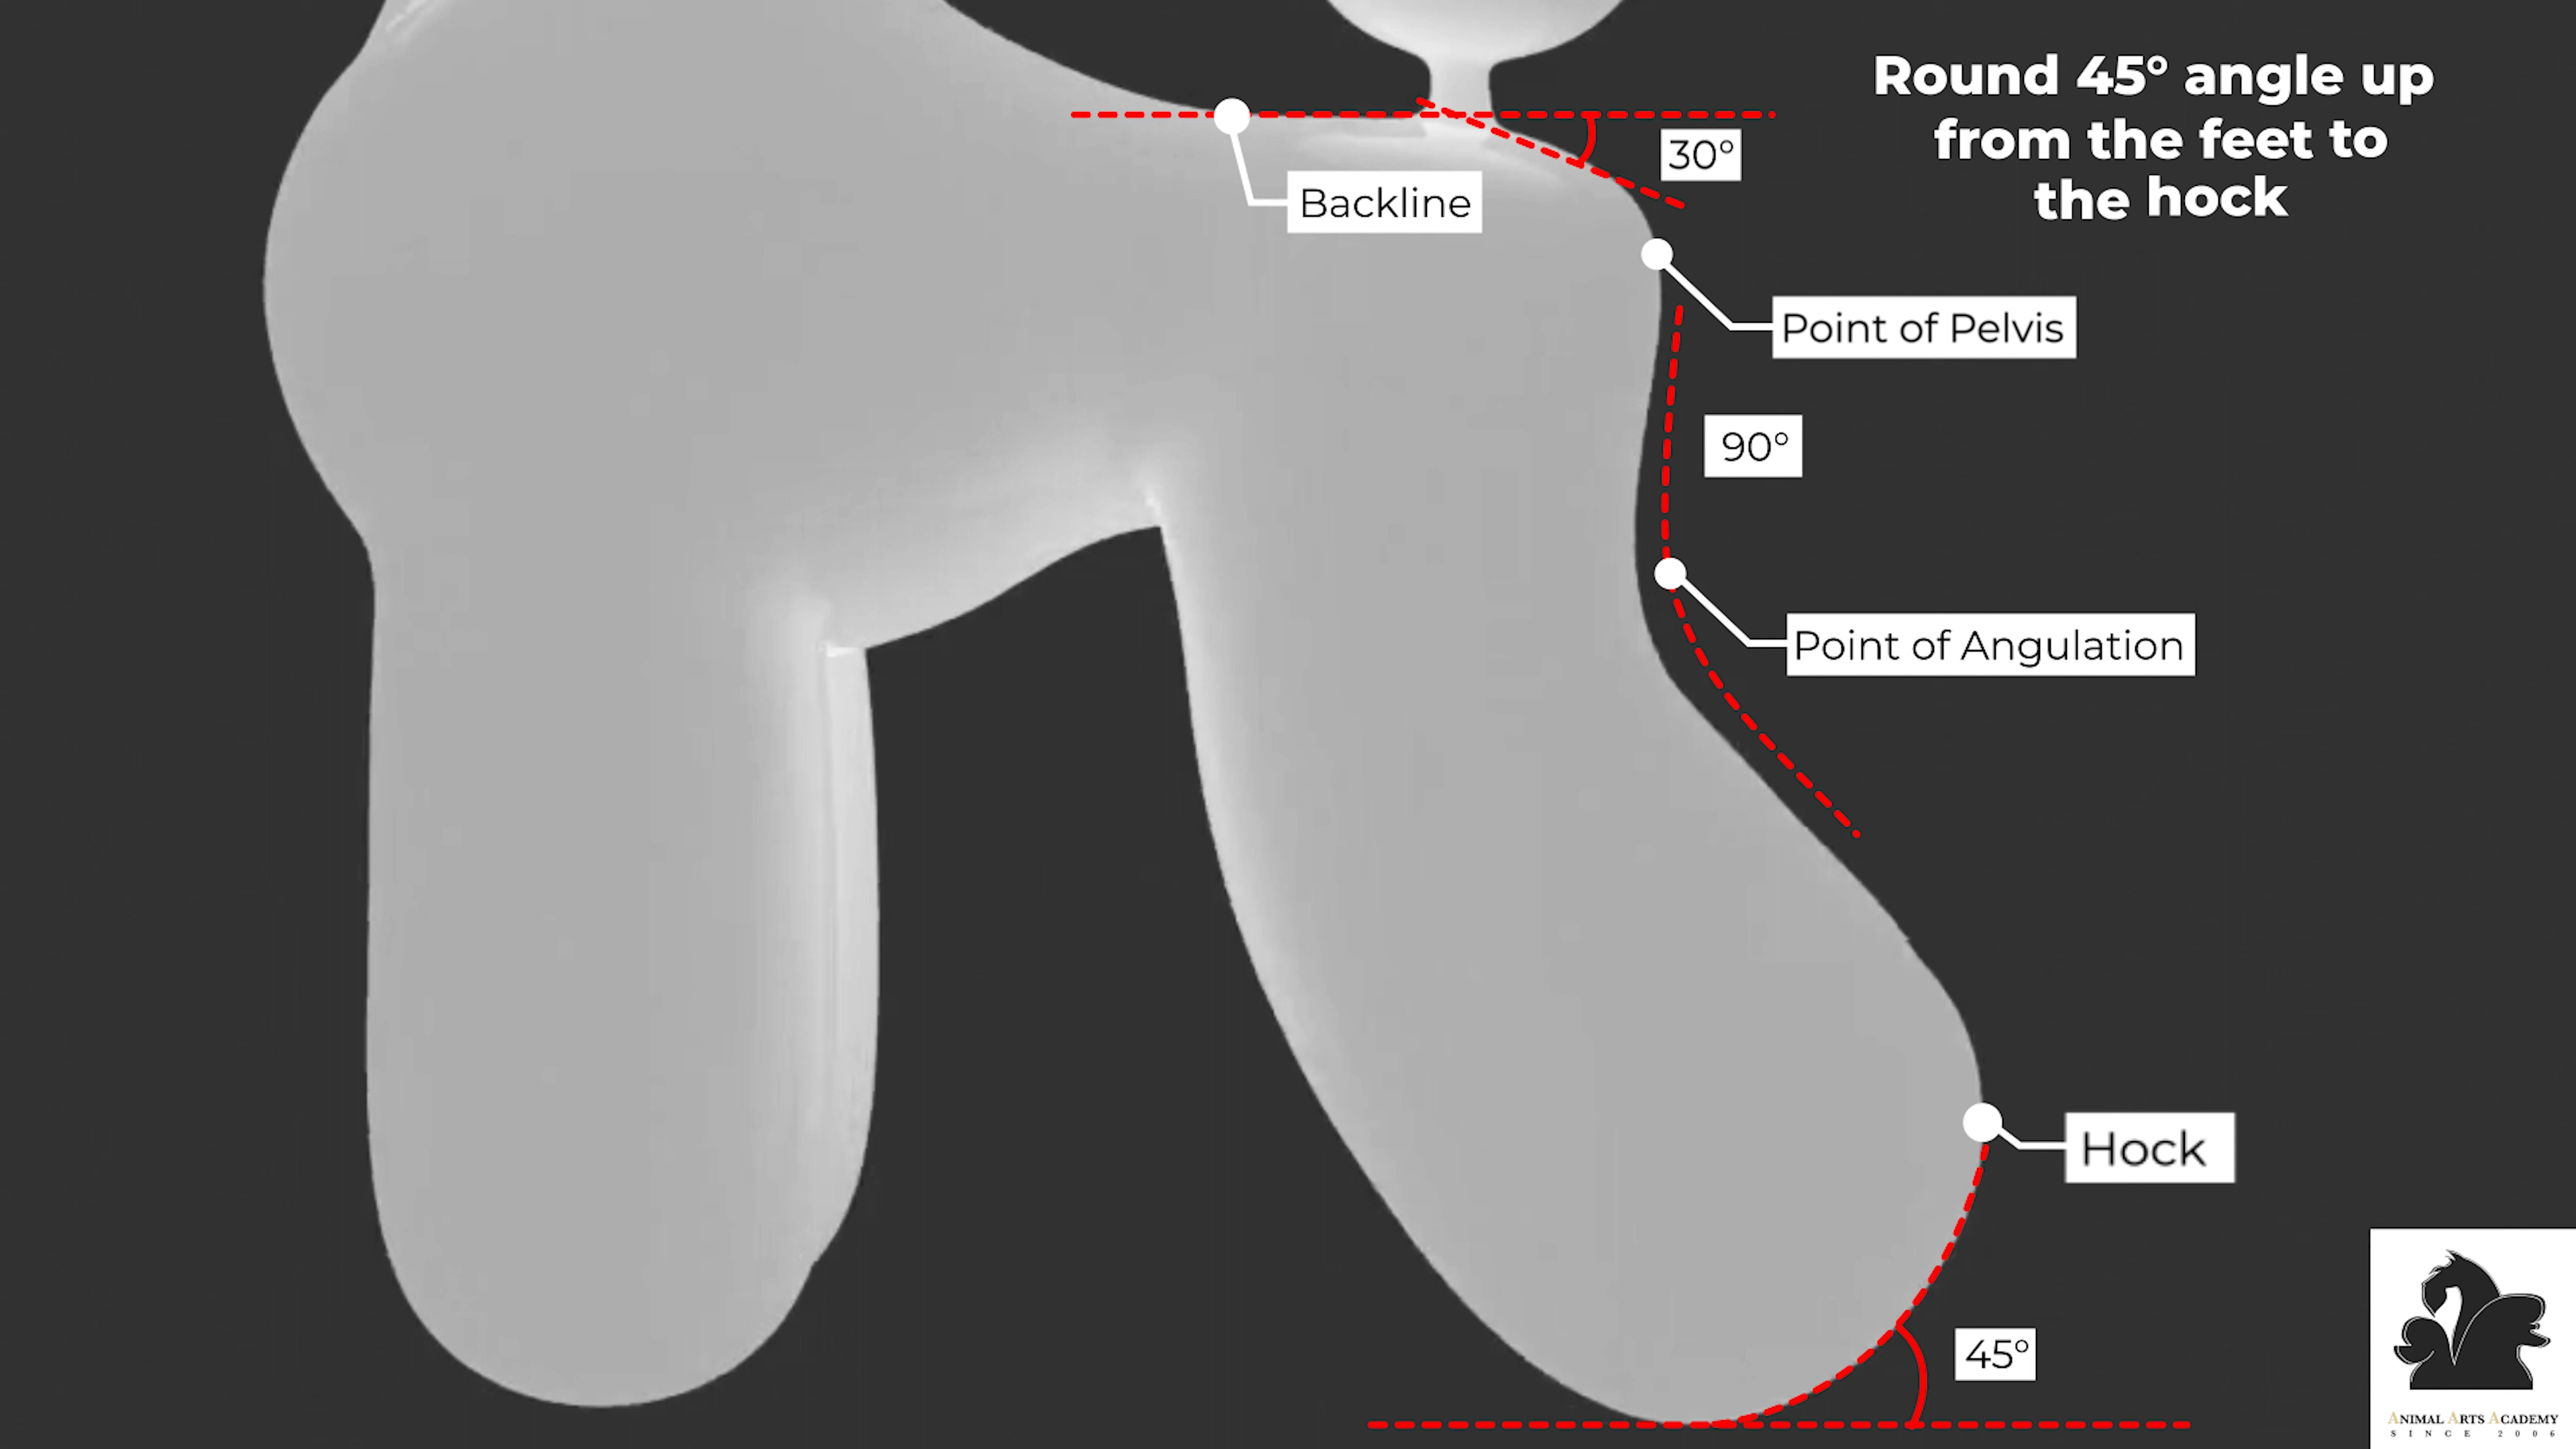 Round 45° angle up
from the feet to
the hock
30°
Backline
Point of Pelvis
90°
Point of Angulation
Hock
45°
ANIMAL ARTS ACADEMY
SINCE 2006